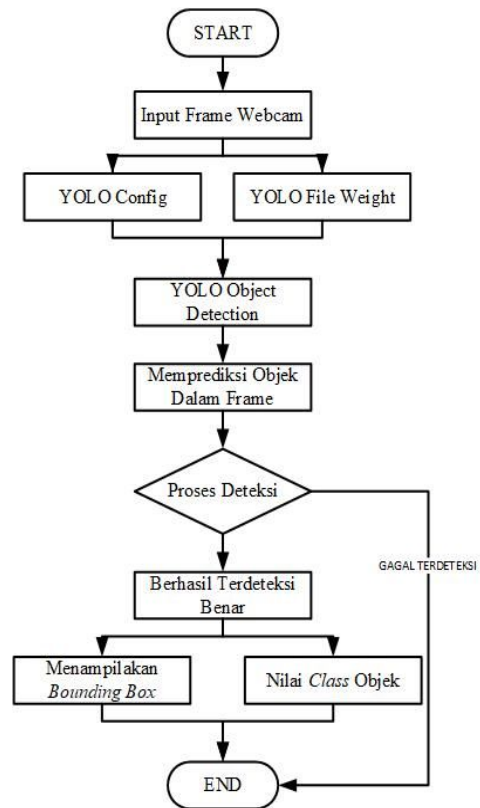 START
Input Frame Webcam
YOLO Config
YOLO File Weight
YOLO Object
Detection
Memprediksi Objek
Dalam Frame
Proses Deteksi
GAGAL TERDETEKSI
Berhasil Terdeteksi
Benar
Menampilakan
Bounding Box
Nilai Class Objek
END